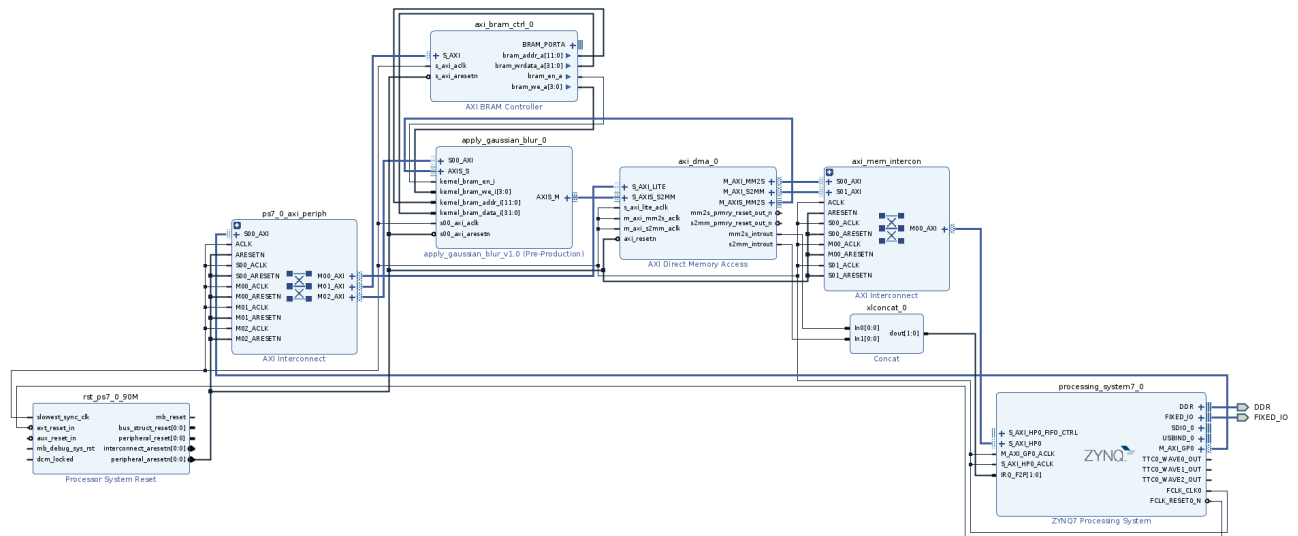 axi_bram_ctrl_0
BRAM_PORTA
S_AXI
bram_addr_a[11:0]
s_axi_aclk
bram_wrdata_a[31:0]
s_axi_aresetn
bram_en_a
bram_we_a[3:0]
AXI BRAM Controller
apply_gaussian_blur_0
S00_AXI
AXIS_S
kernel_bram_en_i
kernel_bram_we_i[3:0]
kernel_bram_addr_i[11:0]
kernel_bram_data_i[31:0]
s00_axi_aclk
s00_axi_aresetn
AXIS_M
apply_gaussian_blur_v1.0 (Pre-Production)
axi_dma_0
S_AXI_LITE
S_AXIS_S2MM
s_axi_lite_aclk
m_axi_mm2s_aclk
m_axi_s2mm_aclk
axi_resetn
M_AXI_MM2S
M_AXI_S2MM
M_AXIS_MM2S
mm2s_prmry_reset_out_n
s2mm_prmry_reset_out_n
mm2s_introut
s2mm_introut
AXI Direct Memory Access
axi_mem_intercon
S00_AXI
S01_AXI
ACLK
ARESETN
S00_ACLK
S00_ARESETN
M00_ACLK
M00_ARESETN
S01_ACLK
S01_ARESETN
M00_AXI
AXI Interconnect
ps7_0_axi_periph
S00_AXI
ACLK
ARESETN
S00_ACLK
S00_ARESETN
M00_ACLK
M00_ARESETN
M01_ACLK
M01_ARESETN
M02_ACLK
M02_ARESETN
M00_AXI
M01_AXI
M02_AXI
AXI Interconnect
xlconcat_0
In0[0:0]
In1[0:0]
dout[1:0]
Concat
rst_ps7_0_90M
slowest_sync_clk
ext_reset_in
aux_reset_in
mb_debug_sys_rst
dcm_locked
mb_reset
bus_struct_reset[0:0]
peripheral_reset[0:0]
interconnect_aresetn[0:0]
peripheral_aresetn[0:0]
Processor System Reset
processing_system7_0
S_AXI_HP0_FIFO_CTRL
S_AXI_HP0
M_AXI_GP0_ACLK
S_AXI_HP0_ACLK
IRQ_F2P[1:0]
ZYNQ
DDR
FIXED_IO
SDIO_0
USBIND_0
M_AXI_GP0
TTC0_WAVE0_OUT
TTC0_WAVE1_OUT
TTC0_WAVE2_OUT
FCLK_CLK0
FCLK_RESET0_N
ZYNQ7 Processing System
DDR
FIXED_IO